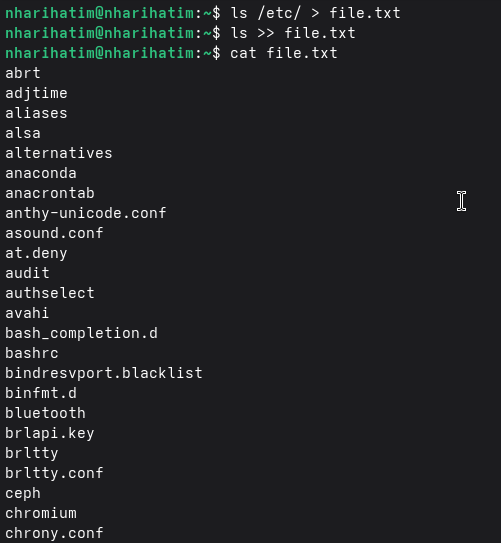 nharihatim@nharihatim:~$ ls /etc/ > file.txt
nharihatim@nharihatim:~$ ls >> file.txt
nharihatim@nharihatim:~$ cat file.txt
abrt
adjtime
aliases
alsa
alternatives
anaconda
anacrontab
anthy-unicode.conf
asound.conf
at.deny
audit
authselect
avahi
bash_completion.d
bashrc
bindresvport.blacklist
binfmt.d
bluetooth
brlapi.key
brltty
brltty.conf
ceph
chromium
chrony.conf